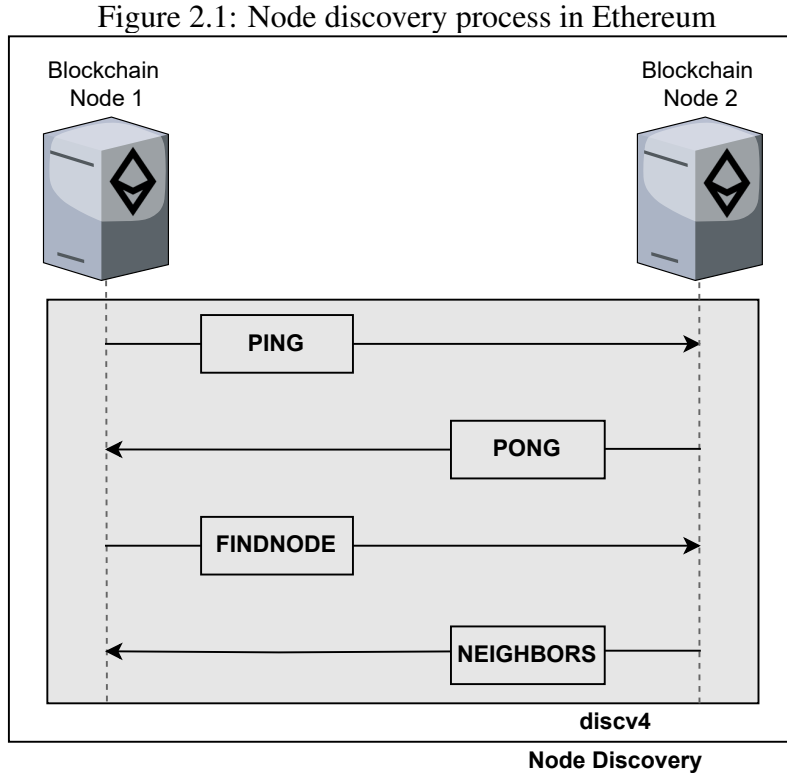 Figure 2.1: Node discovery process in Ethereum
Blockchain
Node 1
Blockchain
Node 2
PING
PONG
FINDNODE
NEIGHBORS
discv4
Node Discovery